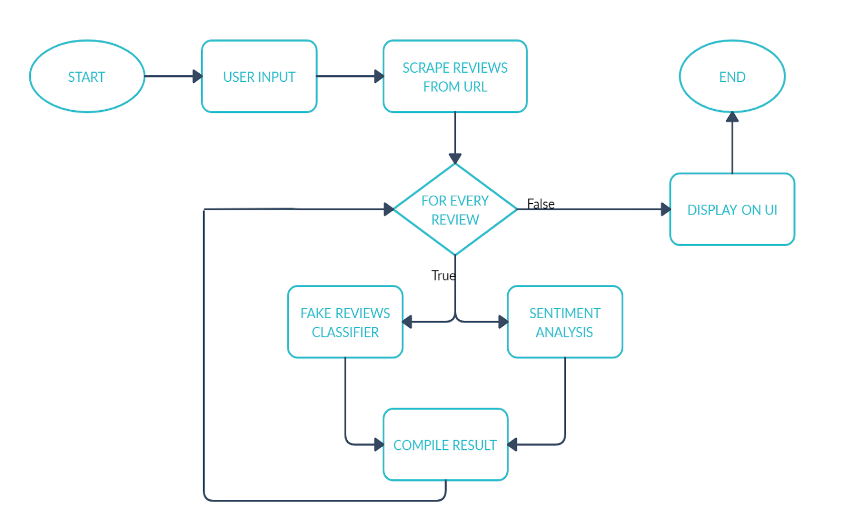 START
USER INPUT
SCRAPE REVIEWS
FROM URL
END
FOR EVERY
REVIEW
False
DISPLAY ON UI
True
FAKE REVIEWS
CLASSIFIER
SENTIMENT
ANALYSIS
COMPILE RESULT